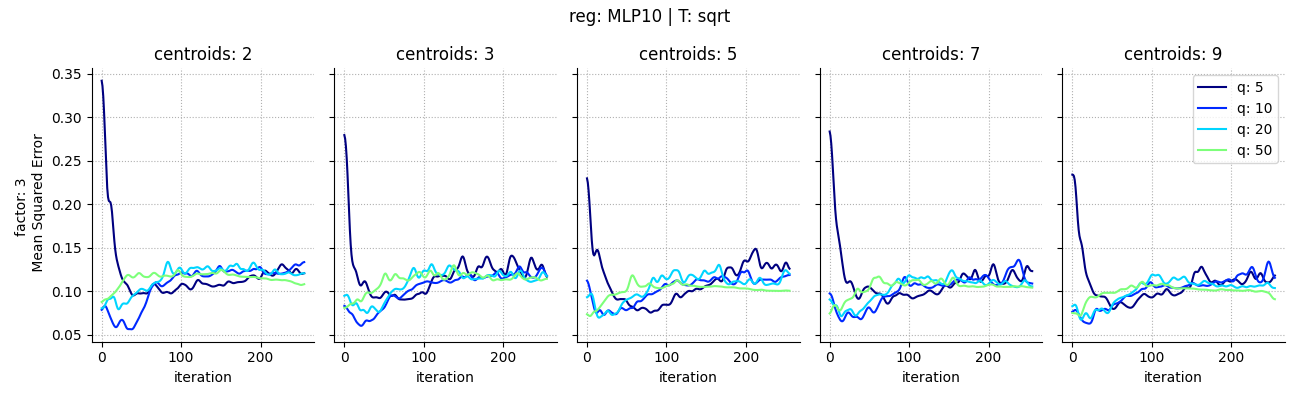 reg: MLP10 | T: sqrt
centroids: 2
centroids: 3
centroids: 5
centroids: 7
centroids: 9
factor: 3
Mean Squared Error
0.35
0.30
0.25
0.20
0.15
0.10
0.05
q: 5
q: 10
q: 20
q: 50
0 100 200
0 100 200
0 100 200
0 100 200
0 100 200
iteration
iteration
iteration
iteration
iteration